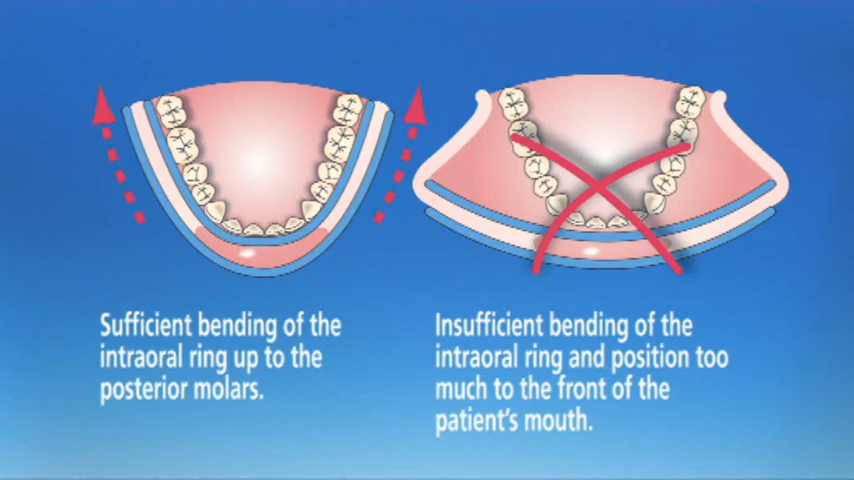 Sufficient bending of the
intraoral ring up to the
posterior molars.
Insufficient bending of the
intraoral ring and position too
much to the front of the
patient's mouth.